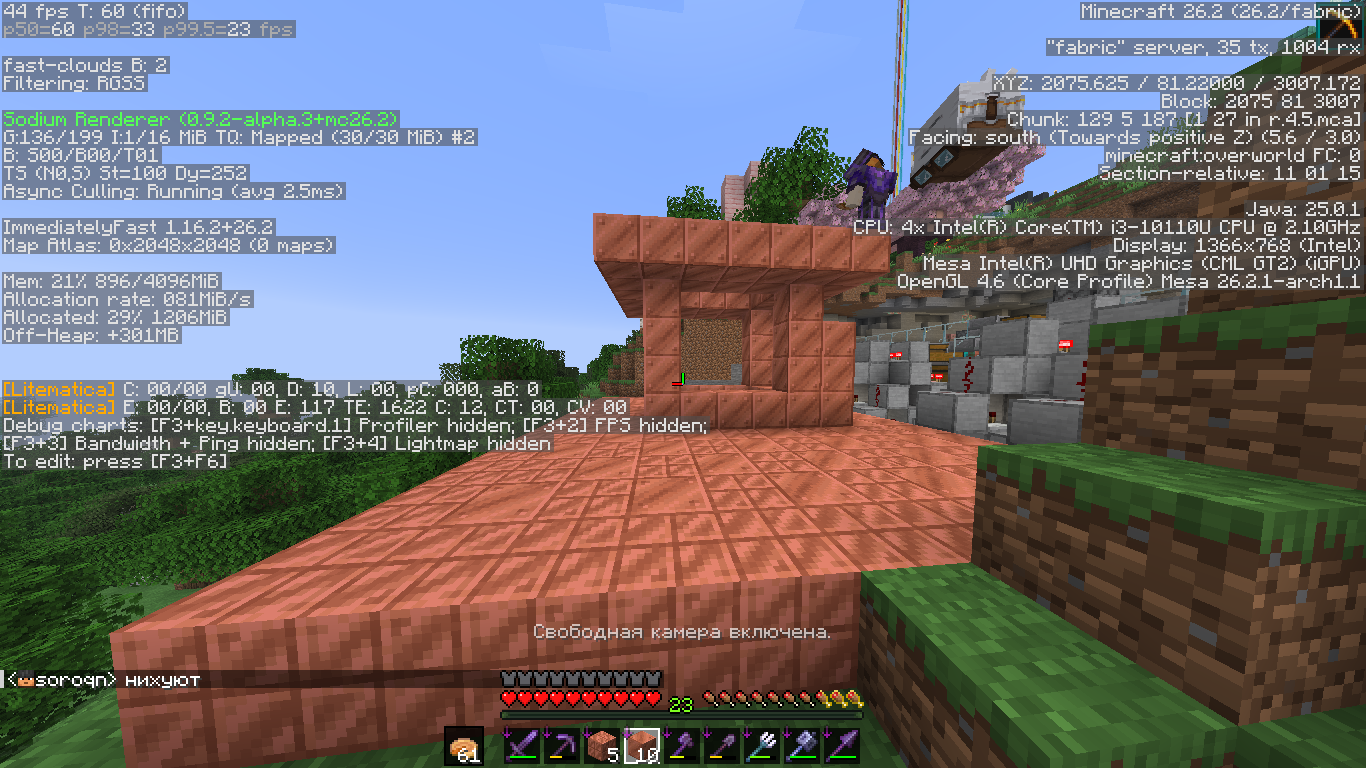 44 fps T: 60 (fifo)
p50=60 p98=33 p99.5=23 fps
fast-clouds B: 2
Filtering: RGSS
Sodium Renderer (0.9.2-alpha.3+mc26.2)
G:136/199 I:1/16 MiB TQ: Mapped (30/30 MiB) #2
B: S00/B00/T01
TS (N0,S) St=100 Dy=252
Async Culling: Running (avg 2.5ms)
ImmediatelyFast 1.16.2+26.2
Map Atlas: 0x2048x2048 (0 maps)
Mem: 21% 896/4096MiB
Allocation rate: 081MiB/s
Allocated: 29% 1206MiB
Off-Heap: +301MB
[Litematica] C: 00/00 gU: 00, D: 10, L: 00, pC: 000, aB: 0
[Litematica] E: 00/00, B: 00 E: 117 TE: 1622 C: 12, CT: 00, CV: 00
Debug charts: [F3+key.keyboard.1] Profiler hidden; [F3+2] FPS hidden;
[F3+3] Bandwidth + Ping hidden; [F3+4] Lightmap hidden
To edit: press [F3+F6]
Minecraft 26.2 (26.2/fabric)
"fabric" server, 35 tx, 1004 rx
XYZ: 2075.625 / 81.22000 / 3007.172
Block: 2075 81 3007
Chunk: 129 5 187 [1 27 in r.4.5.mca]
Facing: south (Towards positive Z) (5.6 / 3.0)
minecraft:overworld FC: 0
Section-relative: 11 01 15
Java: 25.0.1
CPU: 4x Intel(R) Core(TM) i3-10110U CPU @ 2.10GHz
Display: 1366x768 (Intel)
Mesa Intel(R) UHD Graphics (CML GT2) (iGPU)
OpenGL 4.6 (Core Profile) Mesa 26.2.1-arch1.1
Свободная камера включена.
<soroqn> нихуют
23
61
5
10